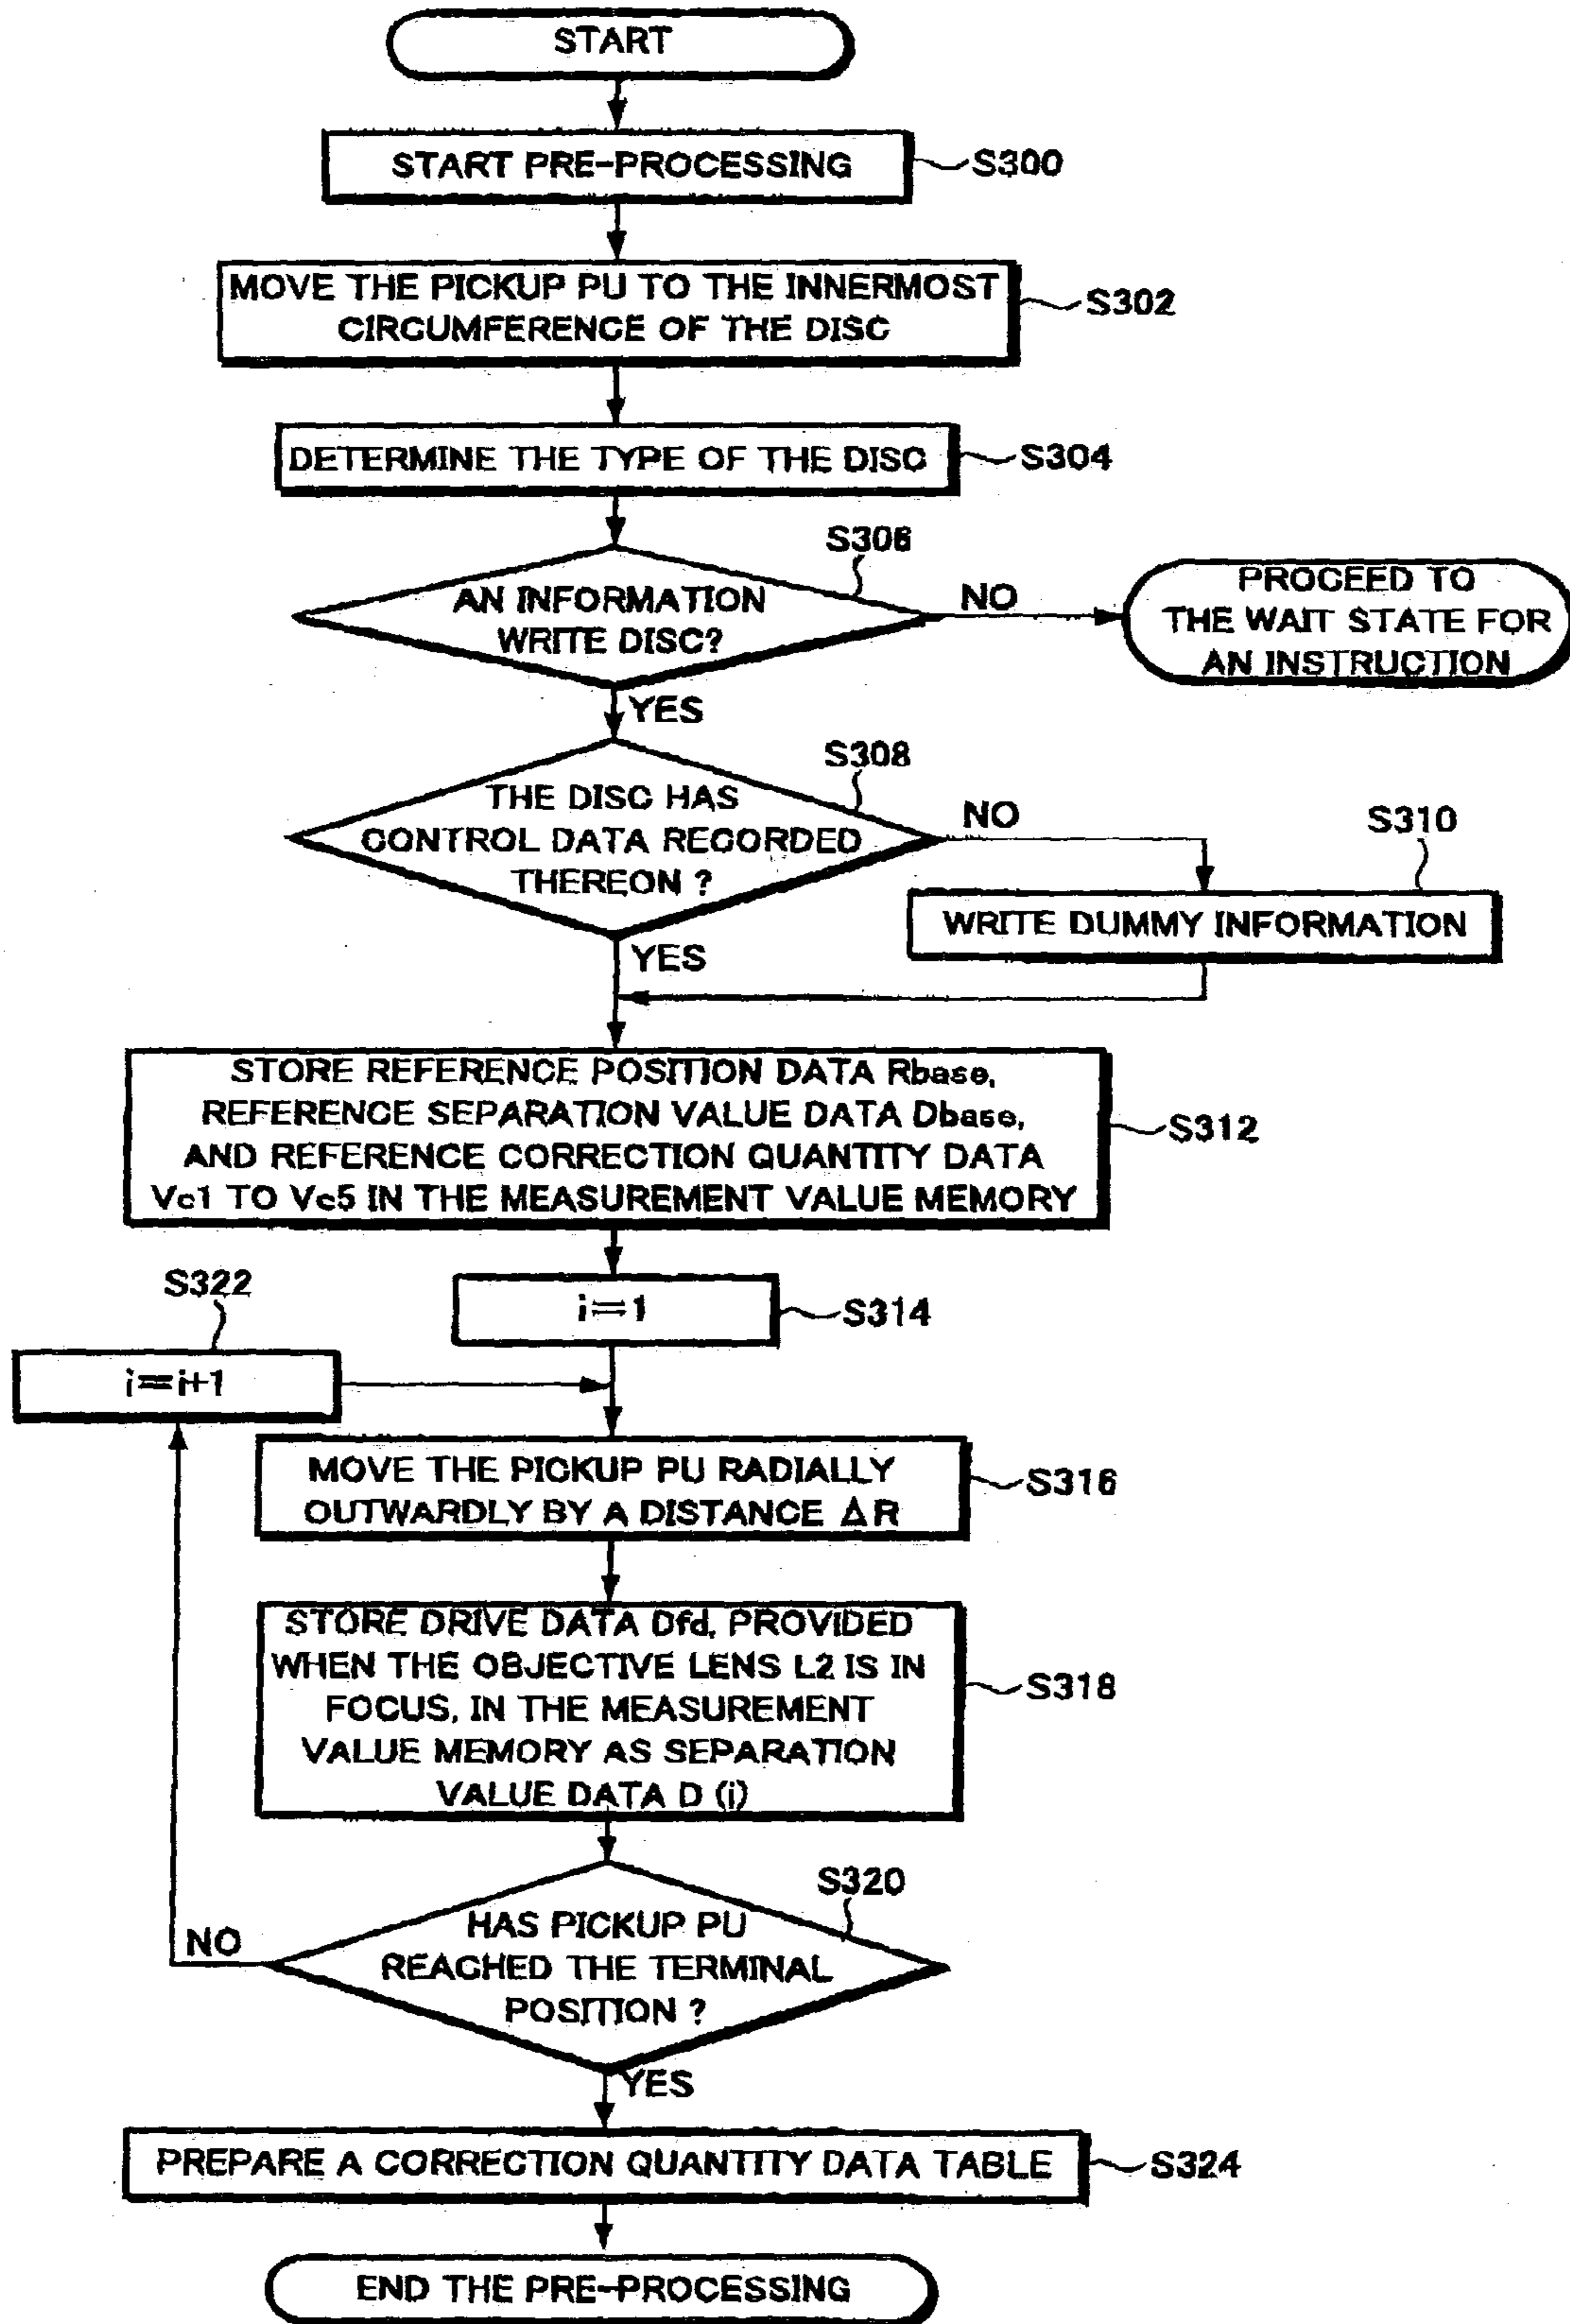 START
START PRE-PROCESSING
S300
MOVE THE PICKUP PU TO THE INNERMOST
CIRCUMFERENCE OF THE DISC
S302
DETERMINE THE TYPE OF THE DISC
S304
S306
AN INFORMATION
WRITE DISC?
NO
PROCEED TO
THE WAIT STATE FOR
AN INSTRUCTION
YES
S308
THE DISC HAS
CONTROL DATA RECORDED
THEREON ?
NO
S310
WRITE DUMMY INFORMATION
YES
STORE REFERENCE POSITION DATA Rbase,
REFERENCE SEPARATION VALUE DATA Dbase,
AND REFERENCE CORRECTION QUANTITY DATA
Vc1 TO Vc5 IN THE MEASUREMENT VALUE MEMORY
S312
S322
i=1
S314
i=i+1
MOVE THE PICKUP PU RADIALLY
OUTWARDLY BY A DISTANCE ΔR
S316
STORE DRIVE DATA Dfd, PROVIDED
WHEN THE OBJECTIVE LENS L2 IS IN
FOCUS, IN THE MEASUREMENT
VALUE MEMORY AS SEPARATION
VALUE DATA D (i)
S318
S320
HAS PICKUP PU
REACHED THE TERMINAL
POSITION ?
NO
YES
PREPARE A CORRECTION QUANTITY DATA TABLE
S324
END THE PRE-PROCESSING